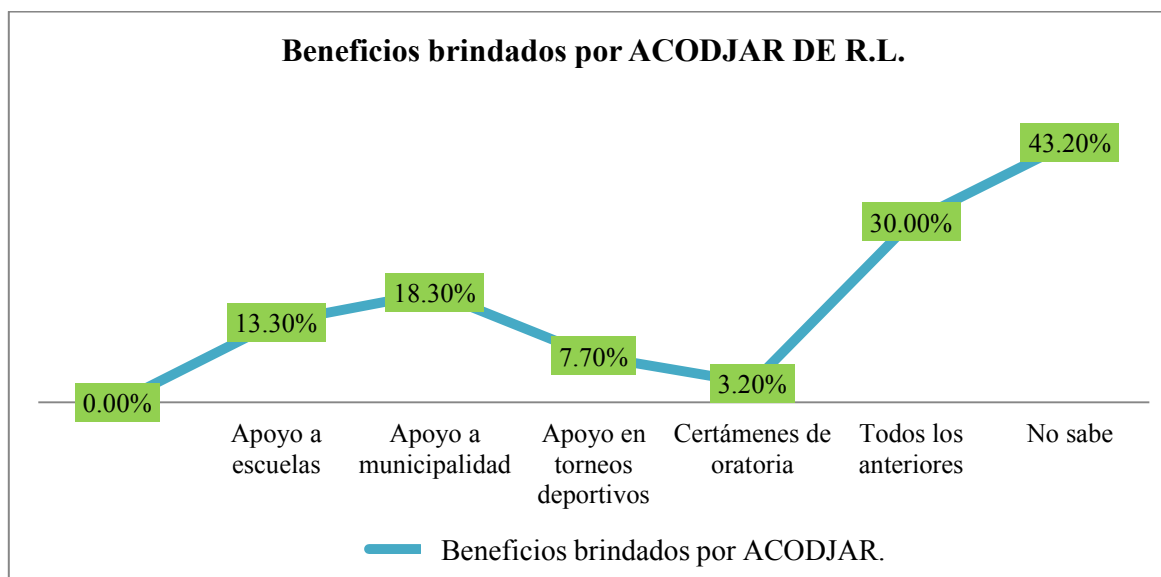 Beneficios brindados por ACODJAR DE R.L.
43.20%
30.00%
18.30%
13.30%
7.70%
3.20%
0.00%
Apoyo a
escuelas
Apoyo a
municipalidad
Apoyo en
torneos
deportivos
Certámenes de
oratoria
Todos los
anteriores
No sabe
Beneficios brindados por ACODJAR.